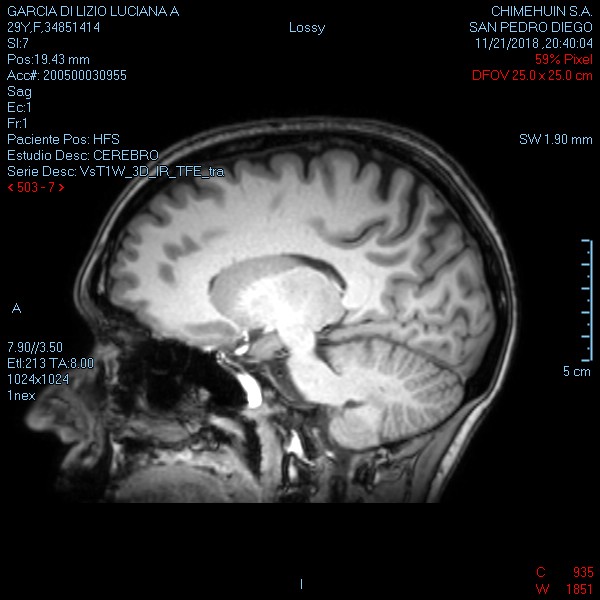 GARCIA DI LIZIO LUCIANA A
29Y,F,34851414
Sl:7
Pos:19.43 mm
Acc#: 200500030955
Sag
Ec:1
Fr:1
Paciente Pos: HFS
Estudio Desc: CEREBRO
Serie Desc: VsT1W_3D_IR_TFE_tra
< 503 - 7 >
Lossy
CHIMEHUIN S.A.
SAN PEDRO DIEGO
11/21/2018 ,20:40:04
59% Pixel
DFOV 25.0 x 25.0 cm
SW 1.90 mm
A
7.90//3.50
Etl:213 TA:8.00
1024x1024
1nex
5 cm
I
C 935
W 1851